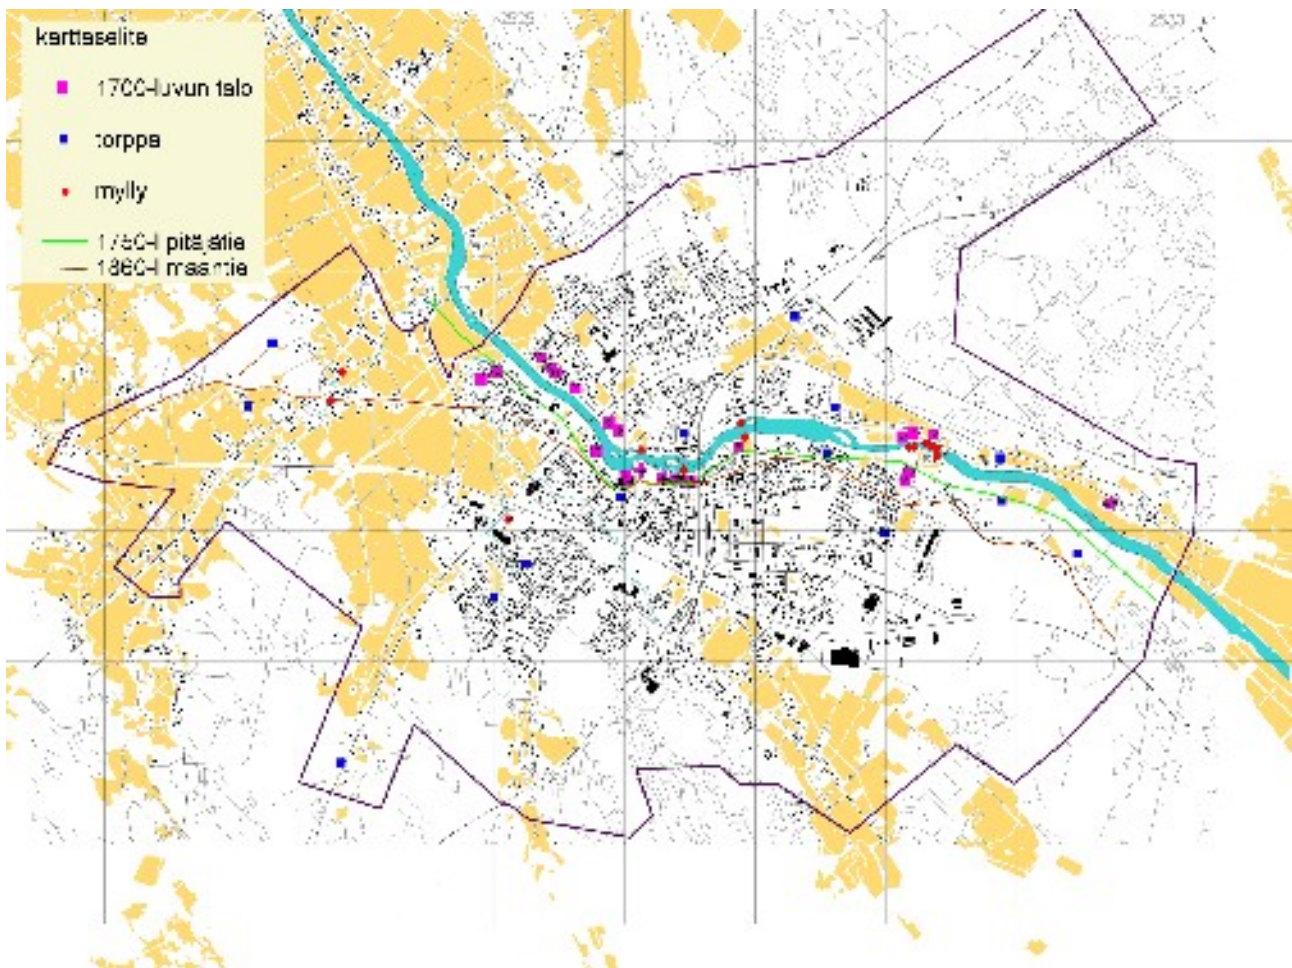 karttaselite
1700-luvun talo
torppa
mylly
1750-l pitäjätie
1860-l maantie